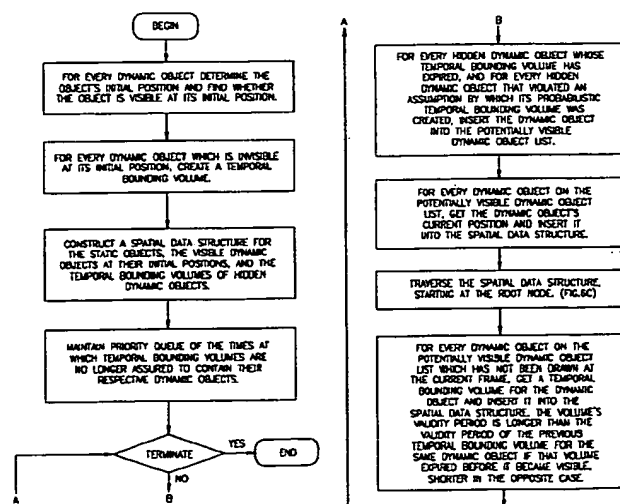 BEGIN
FOR EVERY DYNAMIC OBJECT DETERMINE THE
OBJECT'S INITIAL POSITION AND FIND WHETHER
THE OBJECT IS VISIBLE AT ITS INITIAL POSITION.
FOR EVERY DYNAMIC OBJECT WHICH IS INVISIBLE
AT ITS INITIAL POSITION, CREATE A TEMPORAL
BOUNDING VOLUME.
CONSTRUCT A SPATIAL DATA STRUCTURE FOR
THE STATIC OBJECTS, THE VISIBLE DYNAMIC
OBJECTS AT THEIR INITIAL POSITIONS, AND THE
TEMPORAL BOUNDING VOLUMES OF HIDDEN
DYNAMIC OBJECTS.
MAINTAIN PRIORITY QUEUE OF THE TIMES AT
WHICH TEMPORAL BOUNDING VOLUMES ARE
NO LONGER ASSURED TO CONTAIN THEIR
RESPECTIVE DYNAMIC OBJECTS.
TERMINATE
YES
END
NO
A
B
A
B
FOR EVERY HIDDEN DYNAMIC OBJECT WHOSE
TEMPORAL BOUNDING VOLUME HAS
EXPIRED, AND FOR EVERY HIDDEN
DYNAMIC OBJECT THAT VIOLATED AN
ASSUMPTION BY WHICH ITS PROBABILISTIC
TEMPORAL BOUNDING VOLUME WAS
CREATED, INSERT THE DYNAMIC OBJECT
INTO THE POTENTIALLY VISIBLE
DYNAMIC OBJECT LIST.
FOR EVERY DYNAMIC OBJECT ON THE
POTENTIALLY VISIBLE DYNAMIC OBJECT
LIST, GET THE DYNAMIC OBJECT'S
CURRENT POSITION AND INSERT IT
INTO THE SPATIAL DATA STRUCTURE.
TRAVERSE THE SPATIAL DATA STRUCTURE,
STARTING AT THE ROOT NODE. (FIG.6C)
FOR EVERY DYNAMIC OBJECT ON THE
POTENTIALLY VISIBLE DYNAMIC OBJECT
LIST WHICH HAS NOT BEEN DRAWN AT
THE CURRENT FRAME, GET A TEMPORAL
BOUNDING VOLUME FOR THE DYNAMIC
OBJECT AND INSERT IT INTO THE
SPATIAL DATA STRUCTURE. THE VOLUME'S
VALIDITY PERIOD IS LONGER THAN THE
VALIDITY PERIOD OF THE PREVIOUS
TEMPORAL BOUNDING VOLUME FOR THE
SAME DYNAMIC OBJECT IF THAT VOLUME
EXPIRED BEFORE IT BECAME VISIBLE,
SHORTER IN THE OPPOSITE CASE.